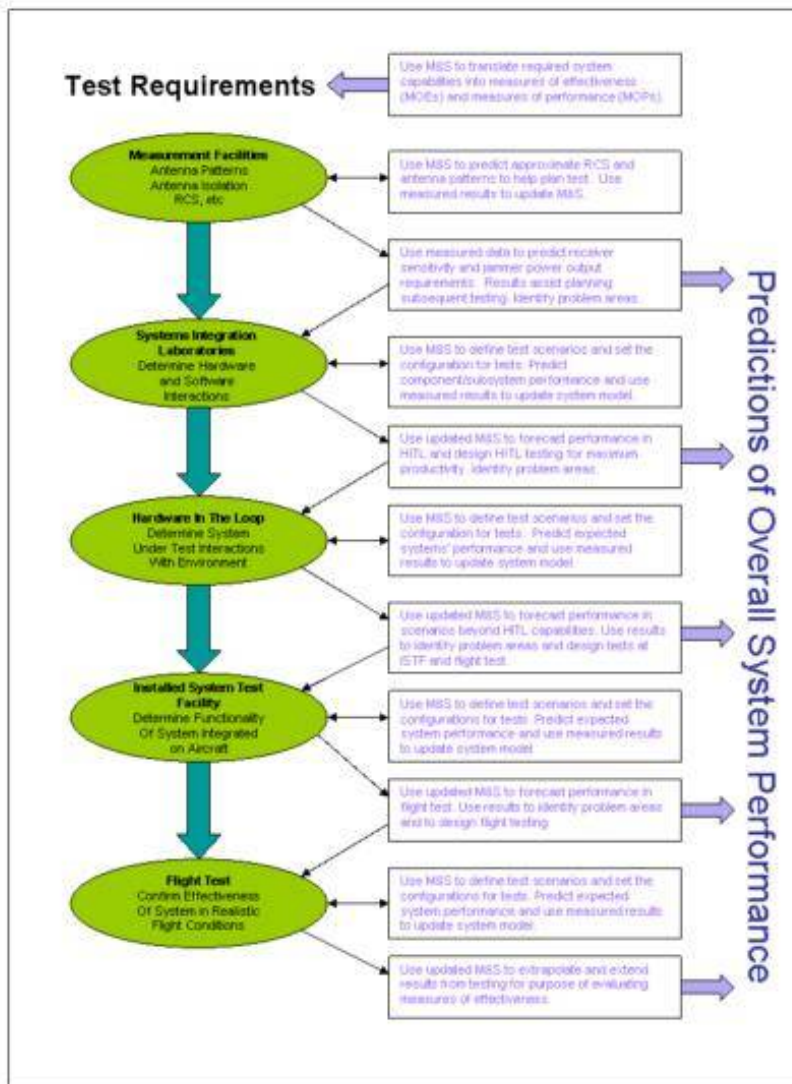 Test Requirements
Use M&S to translate required system
capabilities into measures of effectiveness
(MOEs) and measures of performance (MOPs).
Measurement Facilities
Antenna Patterns
Antenna Isolation
RCS, etc
Use M&S to predict approximate RCS and
antenna patterns to help plan test. Use
measured results to update M&S.
Use measured data to predict receiver
sensitivity and jammer power output
requirements. Results assist planning
subsequent testing. Identify problem areas.
Systems Integration
Laboratories
Determine Hardware
and Software
Interactions
Use M&S to define test scenarios and set the
configuration for tests. Predict
component/subsystem performance and use
measured results to update system model.
Use updated M&S to forecast performance in
HITL and design HITL testing for maximum
productivity. Identify problem areas.
Hardware In The Loop
Determine System
Under Test Interactions
With Environment
Use M&S to define test scenarios and set the
configuration for tests. Predict expected
systems' performance and use measured
results to update system model
Use updated M&S to forecast performance in
scenarios beyond HITL capabilities. Use results
to identify problem areas and design tests at
ISTF and flight test
Installed System Test
Facility
Determine Functionality
Of System Integrated
on Aircraft
Use M&S to define test scenarios and set the
configurations for tests. Predict expected
system performance and use measured results
to update system model
Use updated M&S to forecast performance in
flight test. Use results to identify problem areas
and to design flight testing.
Flight Test
Confirm Effectiveness
Of System in Realistic
Flight Conditions
Use M&S to define test scenarios and set the
configurations for tests. Predict expected
system performance and use measured results
to update system model.
Use updated M&S to extrapolate and extend
results from testing for purpose of evaluating
measures of effectiveness.
Predictions of Overall System Performance